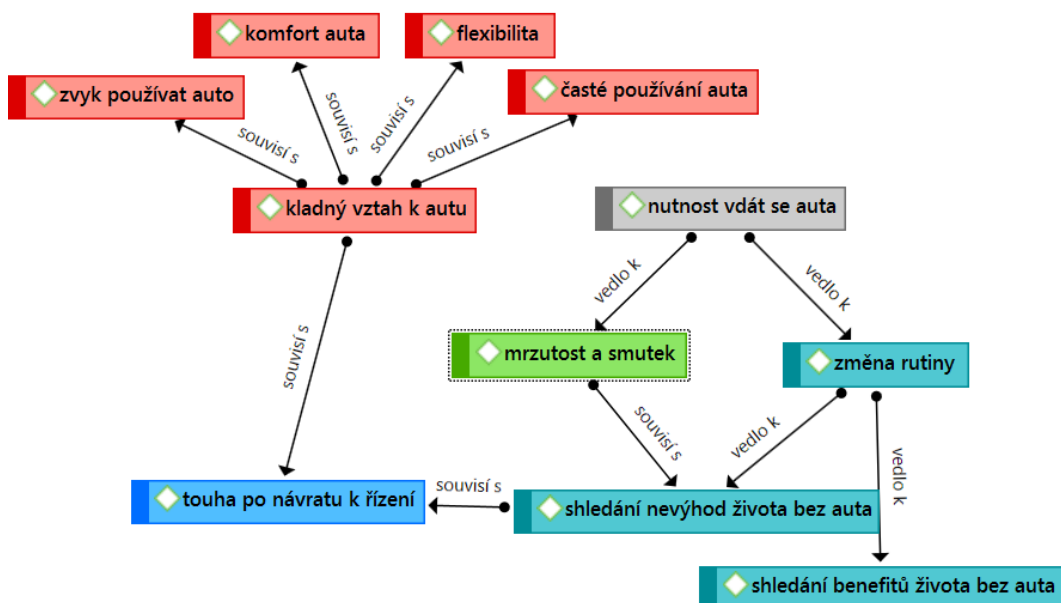 komfort auta
flexibilita
zvyk používat auto
časté používání auta
souvisí s
souvisí s
souvisí s
souvisí s
kladný vztah k autu
nutnost vdát se auta
vedlo k
vedlo k
souvisí s
mrzutost a smutek
změna rutiny
souvisí s
vedlo k
vedlo k
touha po návratu k řízení
souvisí s
shledání nevýhod života bez auta
shledání benefitů života bez auta